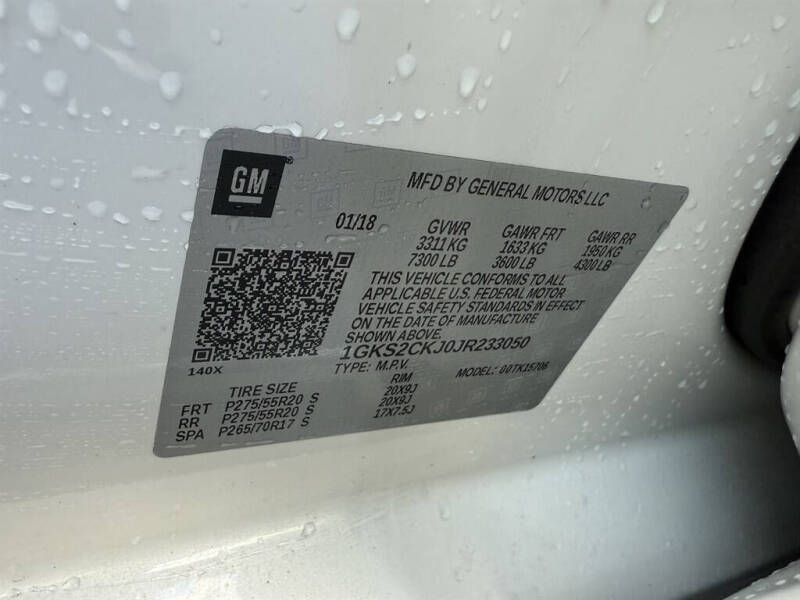 GM
MFD BY GENERAL MOTORS LLC
01/18 GVWR GAWR FRT GAWR RR
3311 KG 1633 KG 1950 KG
7300 LB 3600 LB 4300 LB
THIS VEHICLE CONFORMS TO ALL
APPLICABLE U.S. FEDERAL MOTOR
VEHICLE SAFETY STANDARDS IN EFFECT
ON THE DATE OF MANUFACTURE
SHOWN ABOVE.
1GKS2CKJ0JR233050
140X
TYPE: M.P.V. MODEL: 00TK15706
TIRE SIZE RIM
FRT P275/55R20 S 20X9J
RR P275/55R20 S 20X9J
SPA P265/70R17 S 17X7.5J